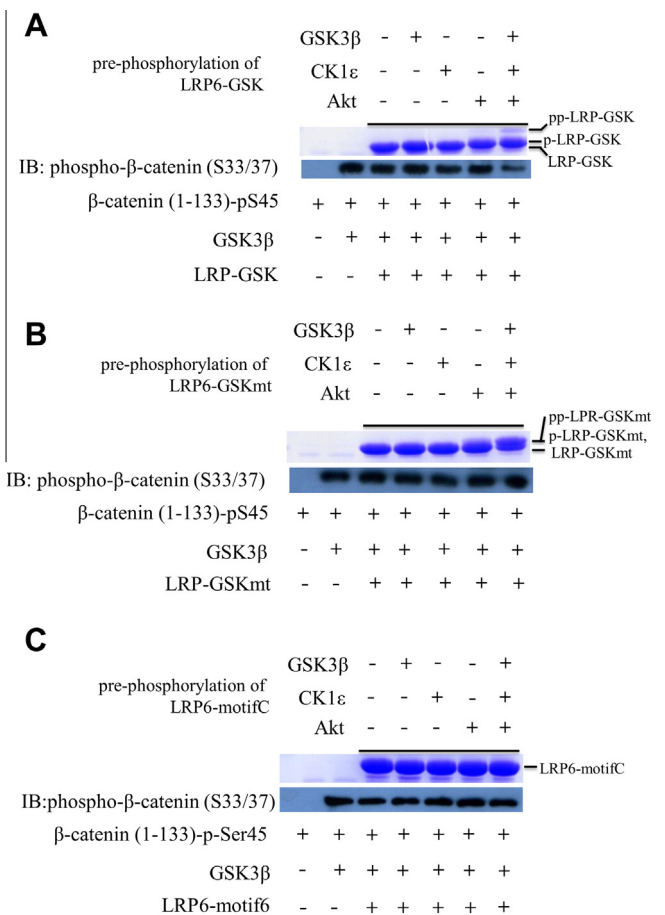 A
GSK3β - + - - +
pre-phosphorylation of
LRP6-GSK
CK1ε - - + - +
Akt - - - + +
pp-LRP-GSK
p-LRP-GSK
LRP-GSK
IB: phospho-β-catenin (S33/37)
β-catenin (1-133)-pS45 + + + + + + +
GSK3β - + + + + + +
LRP-GSK - - + + + + +
B
GSK3β - + - - +
pre-phosphorylation of
LRP6-GSKmt
CK1ε - - + - +
Akt - - - + +
pp-LPR-GSKmt
p-LRP-GSKmt,
LRP-GSKmt
IB: phospho-β-catenin (S33/37)
β-catenin (1-133)-pS45 + + + + + + +
GSK3β - + + + + + +
LRP-GSKmt - - + + + + +
C
GSK3β - + - - +
pre-phosphorylation of
LRP6-motifC
CK1ε - - + - +
Akt - - - + +
LRP6-motifC
IB:phospho-β-catenin (S33/37)
β-catenin (1-133)-p-Ser45 + + + + + + +
GSK3β - + + + + + +
LRP6-motif6 - - + + + + +